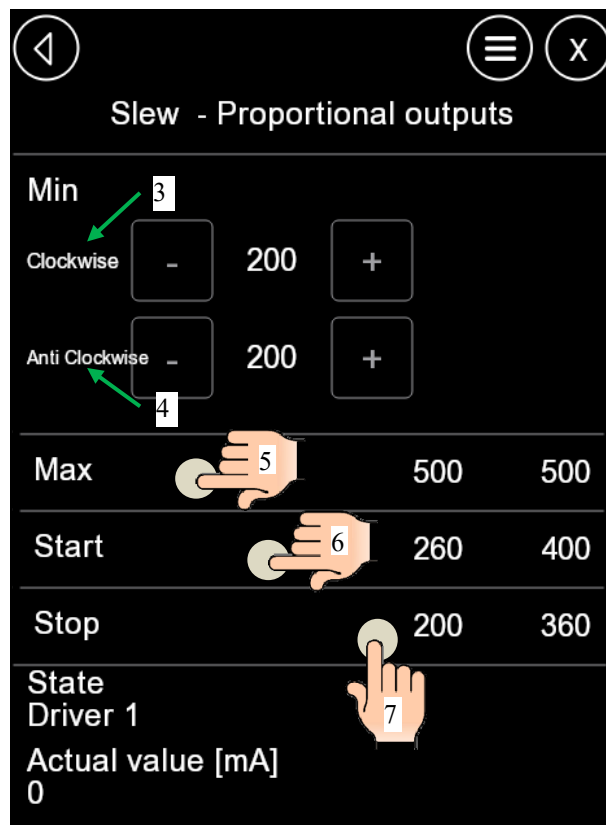 X
Slew - Proportional outputs
Min
3
Clockwise - 200 +
Anti Clockwise - 200 +
4
Max 5 500 500
Start 6 260 400
Stop 200 360
State
Driver 1
7
Actual value [mA]
0